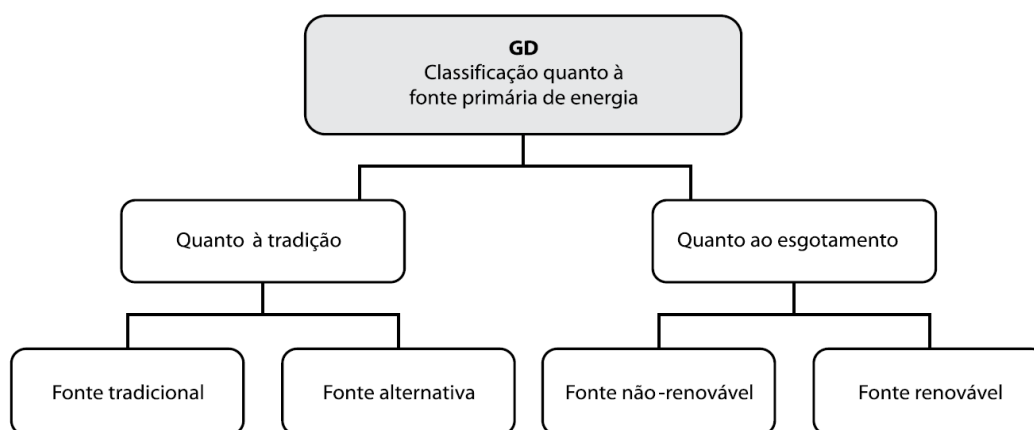 GD
Classificação quanto à
fonte primária de energia
Quanto à tradição
Quanto ao esgotamento
Fonte tradicional
Fonte alternativa
Fonte não-renovável
Fonte renovável